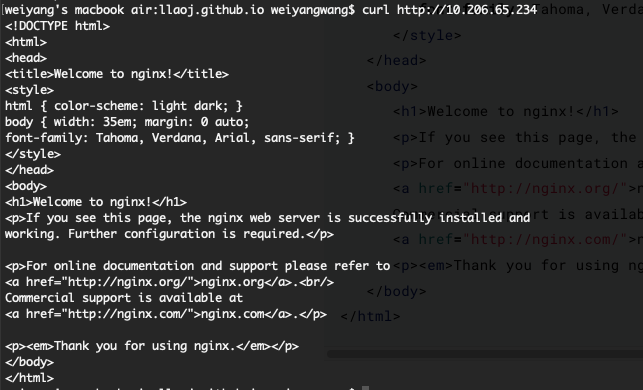 weiyang's macbook air:llaoj.github.io weiyangwang$ curl http://10.206.65:234
<!DOCTYPE html>
<html>
<head>
<title>Welcome to nginx!</title>
<style>
html { color-scheme: light dark; }
body { width: 35em; margin: 0 auto;
font-family: Tahoma, Verdana, Arial, sans-serif; }
</style>
</head>
<body>
<h1>Welcome to nginx!</h1>
<p>If you see this page, the nginx web server is successfully installed and
working. Further configuration is required.</p>
<p>For online documentation and support please refer to
<a href="http://nginx.org/">nginx.org</a>.<br/>
Commercial support is available at
<a href="http://nginx.com/">nginx.com</a>.</p>
<p><em>Thank you for using nginx.</em></p>
</body>
</html>
Tahoma, Verda
</style>
</head>
<body>
<h1>Welcome to nginx!</h1>
<p>If you see this page, the
<p>For online documentation a
<a href="http://nginx.org/">n
support is availab
<a href="http://nginx.com/">n
<p><em>Thank you for using ng
</body>
</html>